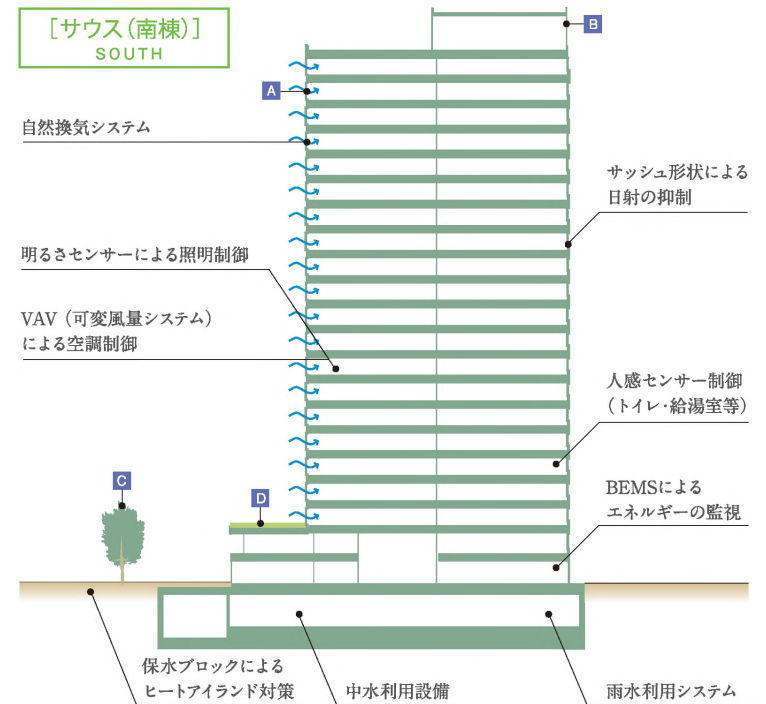 [サウス(南棟)]
SOUTH
B
A
自然換気システム
サッシュ形状による
日射の抑制
明るさセンサーによる照明制御
VAV(可変風量システム)
による空調制御
人感センサー制御
(トイレ・給湯室等)
C
D
BEMSによる
エネルギーの監視
保水ブロックによる
ヒートアイランド対策
中水利用設備
雨水利用システム